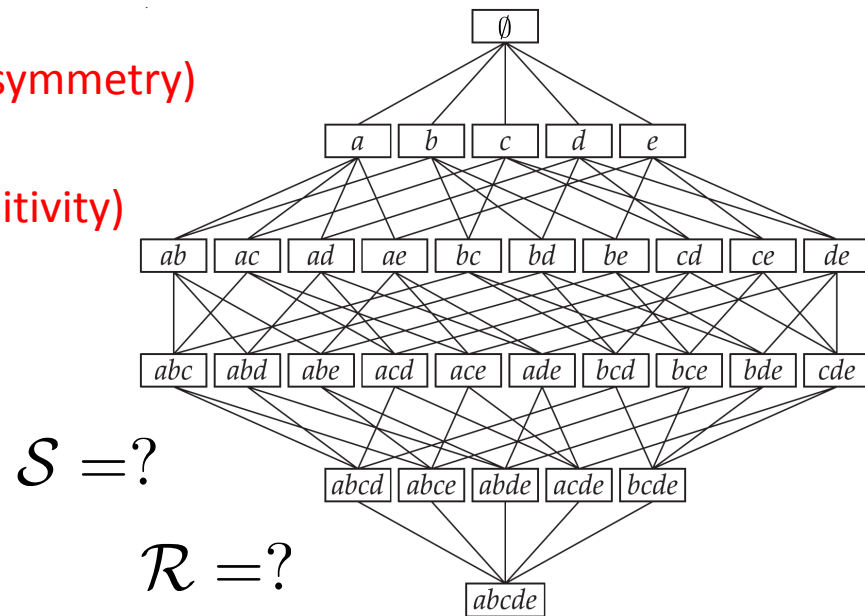 ∅
symmetry)
a b c d e
itivity)
ab ac ad ae bc bd be cd ce de
abc abd abe acd ace ade bcd bce bde cde
𝒮 =?
abcd abce abde acde bcde
ℛ =?
abcde